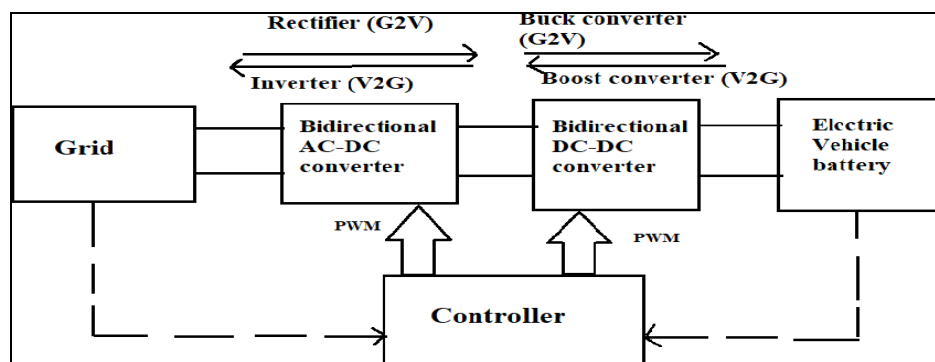 Rectifier (G2V)
Inverter (V2G)
Buck converter
(G2V)
Boost converter (V2G)
Grid
Bidirectional
AC-DC
converter
Bidirectional
DC-DC
converter
Electric
Vehicle
battery
PWM
PWM
Controller